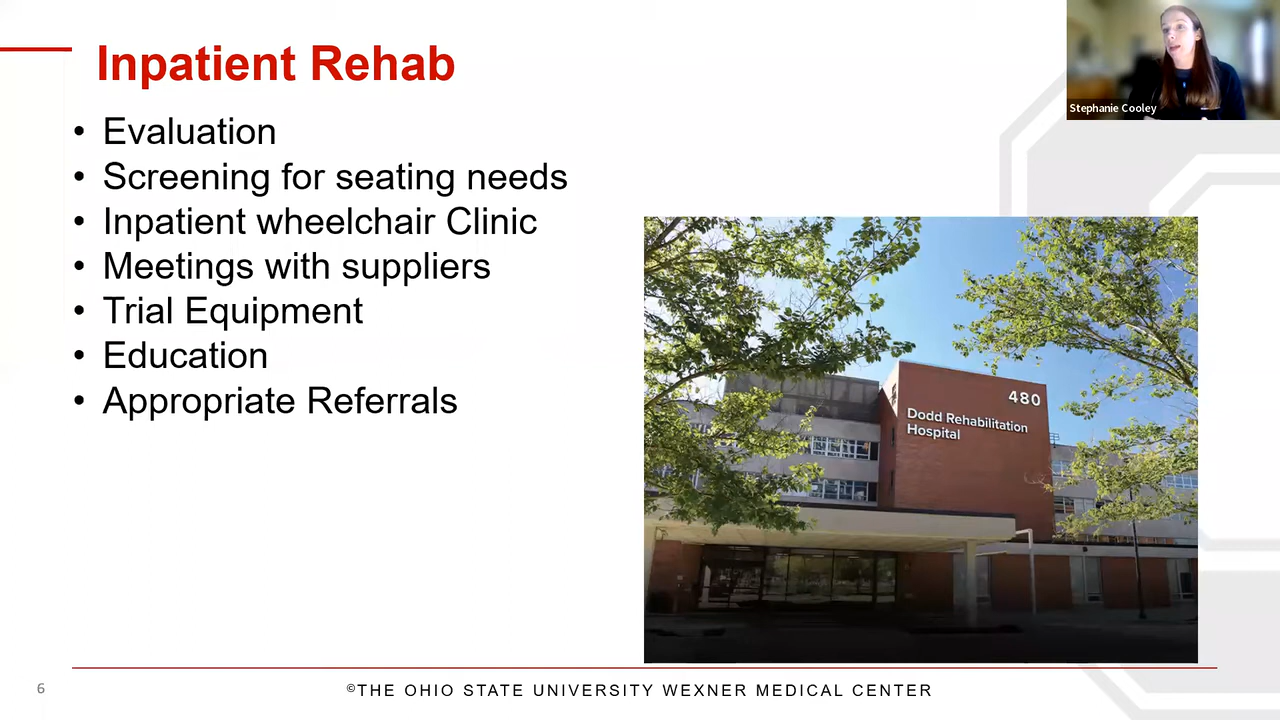 Inpatient Rehab
• Evaluation
• Screening for seating needs
• Inpatient wheelchair Clinic
• Meetings with suppliers
• Trial Equipment
• Education
• Appropriate Referrals
Stephanie Cooley
480
Dodd Rehabilitation
Hospital
6
©THE OHIO STATE UNIVERSITY WEXNER MEDICAL CENTER